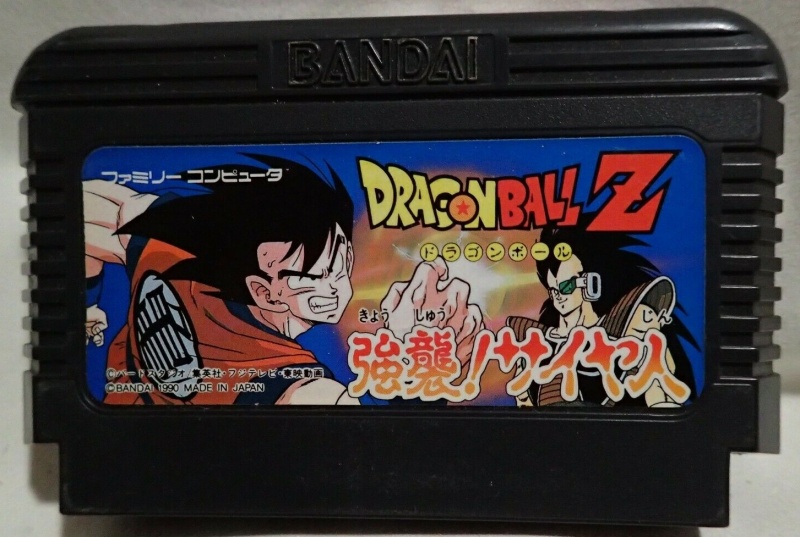 BANDAI
ファミリーコンピュータ
DRAGON BALL Z
ドラゴンボール
きょう しゅう じん
強襲!サイヤ人
©バードスタジオ/集英社・フジテレビ・東映動画
©BANDAI 1990 MADE IN JAPAN